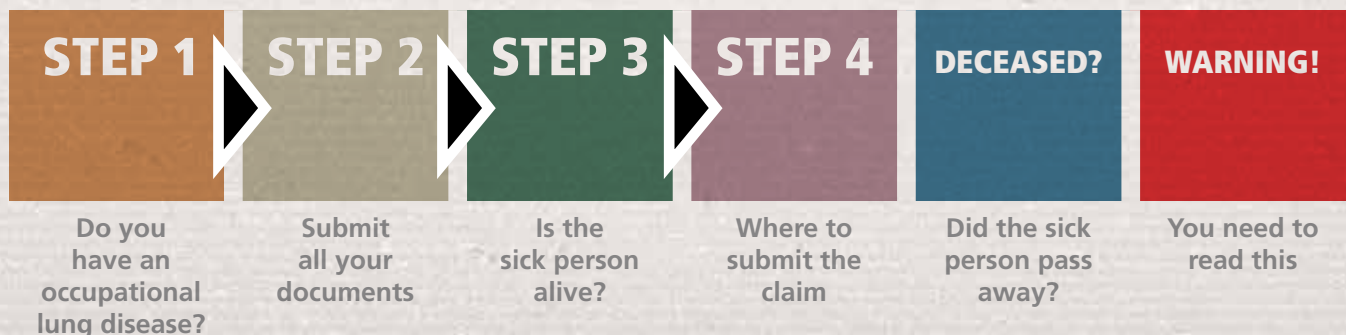 STEP 1
STEP 2
STEP 3
STEP 4
DECEASED?
WARNING!
Do you
have an
occupational
lung disease?
Submit
all your
documents
Is the
sick person
alive?
Where to
submit the
claim
Did the sick
person pass
away?
You need to
read this